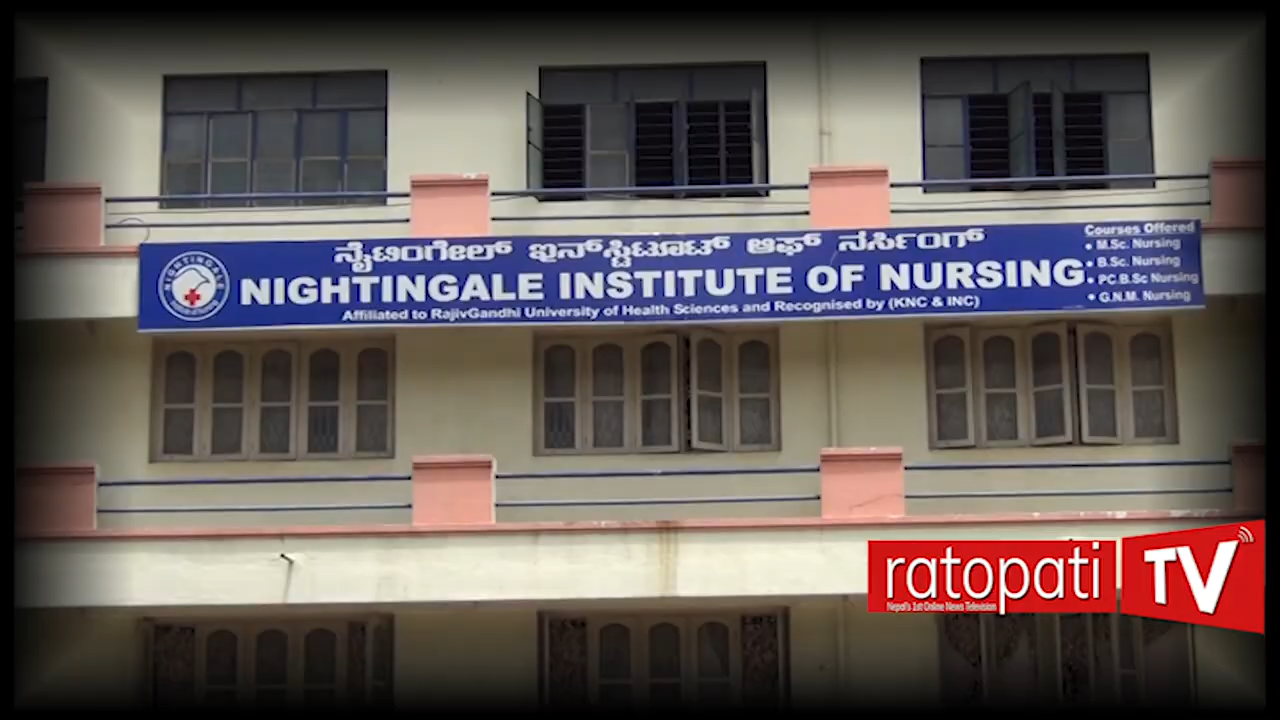 ನೈಟಿಂಗೇಲ್ ಇನ್‌ಸ್ಟಿಟೂಟ್ ಆಫ್ ನರ್ಸಿಂಗ್
NIGHTINGALE INSTITUTE OF NURSING
Affiliated to RajivGandhi University of Health Sciences and Recognised by (KNC & INC)
Courses Offered
• M.Sc. Nursing
• B.Sc. Nursing
• PC.B.Sc Nursing
• G.N.M. Nursing
NIGHTINGALE
ratopati TV
Nepal's 1st Online News Television